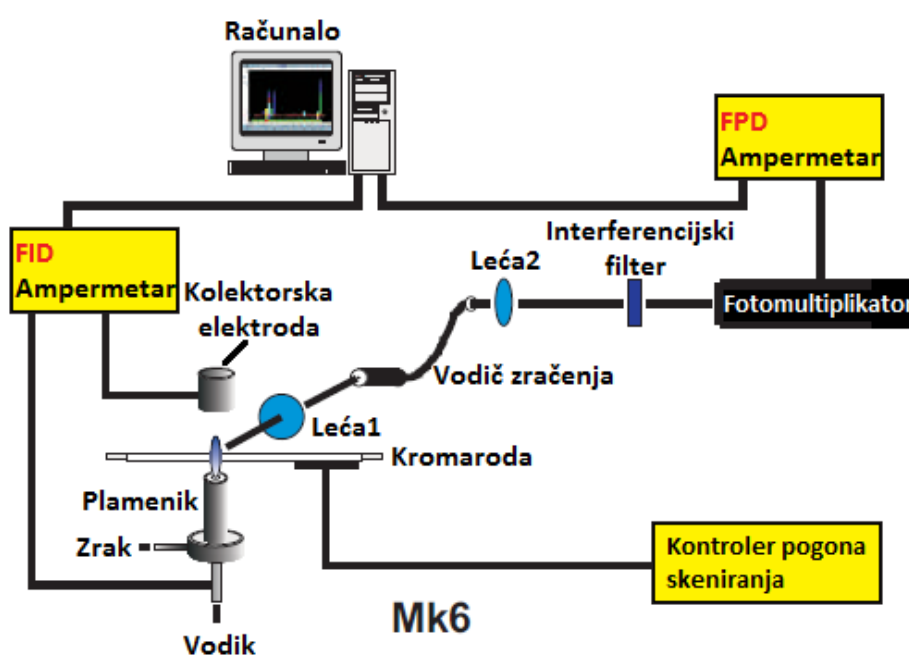 Računalo
FPD
Ampermetar
Interferencijski
filter
FID
Ampermetar
Leća2
Kolektorska
elektroda
Fotomultiplikator
Vodič zračenja
Leća1
Kromaroda
Plamenik
Zrak
Kontroler pogona
skeniranja
Mk6
Vodik